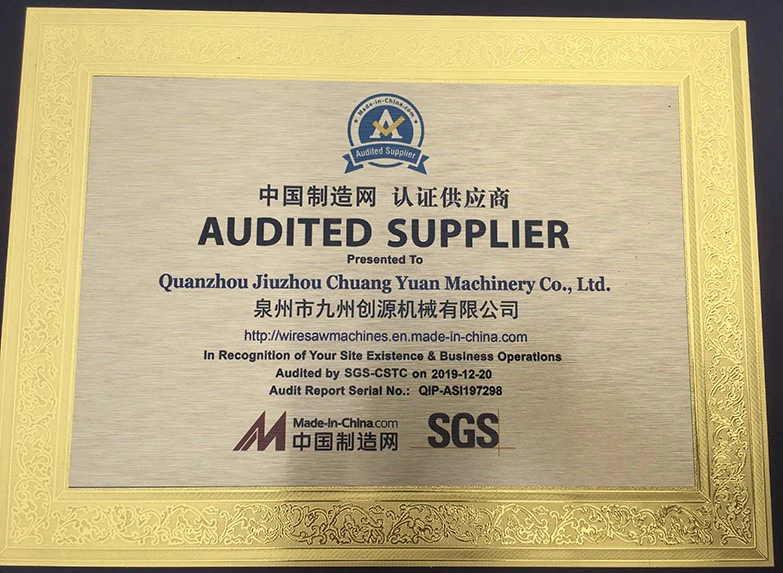 Made-in-China.com
A
Audited Supplier
中国制造网 认证供应商
AUDITED SUPPLIER
Presented To
Quanzhou Jiuzhou Chuang Yuan Machinery Co., Ltd.
泉州市九州创源机械有限公司
http://wiresawmachines.en.made-in-china.com
In Recognition of Your Site Existence & Business Operations
Audited by SGS-CSTC on 2019-12-20
Audit Report Serial No.: QIP-ASI197298
Made-in-China.com
中国制造网
SGS